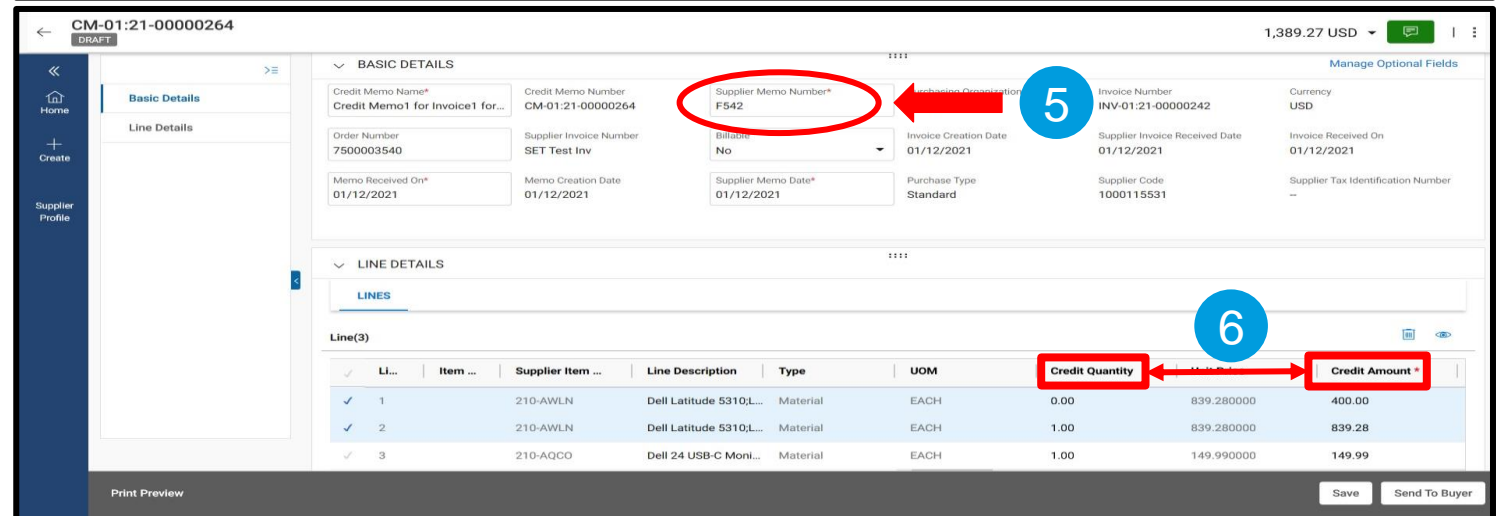 CM-01:21-00000264
DRAFT
1,389.27 USD
Home
Create
Supplier
Profile
Basic Details
Line Details
BASIC DETAILS
Manage Optional Fields
Credit Memo Name* Credit Memo Number Supplier Memo Number* Purchasing Organization Invoice Number Currency
Credit Memo1 for Invoice1 for... CM-01:21-00000264 F542 INV-01:21-00000242 USD
5
Order Number Supplier Invoice Number Billable Invoice Creation Date Supplier Invoice Received Date Invoice Received On
7500003540 SET Test Inv No 01/12/2021 01/12/2021 01/12/2021
Memo Received On* Memo Creation Date Supplier Memo Date* Purchase Type Supplier Code Supplier Tax Identification Number
01/12/2021 01/12/2021 01/12/2021 Standard 1000115531 --
LINE DETAILS
LINES
Line(3)
6
Li... Item ... Supplier Item ... Line Description Type UOM Credit Quantity Unit Price Credit Amount *
1 210-AWLN Dell Latitude 5310;L... Material EACH 0.00 839.280000 400.00
2 210-AWLN Dell Latitude 5310;L... Material EACH 1.00 839.280000 839.28
3 210-AQCO Dell 24 USB-C Moni... Material EACH 1.00 149.990000 149.99
Print Preview
Save
Send To Buyer